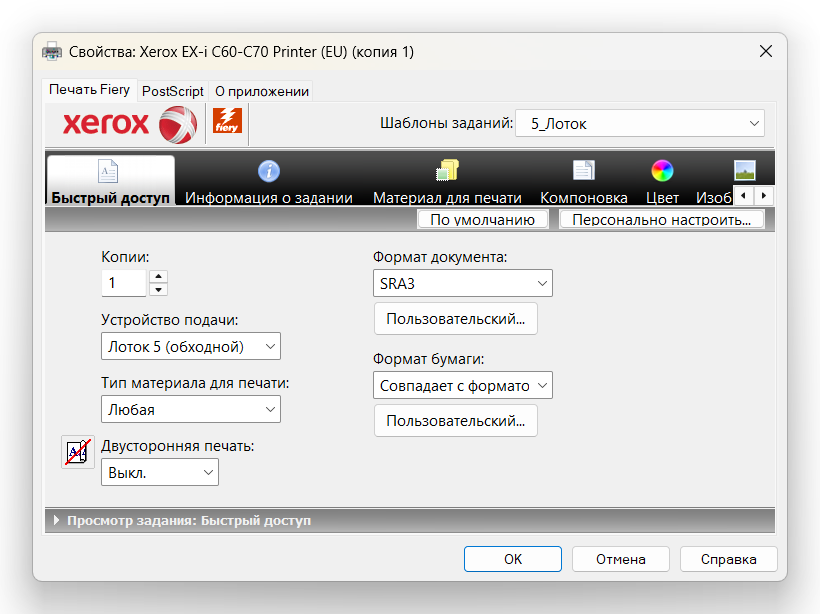 Свойства: Xerox EX-i C60-C70 Printer (EU) (копия 1)
Печать Fiery
PostScript
О приложении
xerox
fiery
Шаблоны заданий:
5_Лоток
Быстрый доступ
Информация о задании
Материал для печати
Компоновка
Цвет
Изоб
По умолчанию
Персонально настроить...
Копии:
1
Устройство подачи:
Лоток 5 (обходной)
Тип материала для печати:
Любая
Двусторонняя печать:
Выкл.
Формат документа:
SRA3
Пользовательский...
Формат бумаги:
Совпадает с формато
Пользовательский...
Просмотр задания: Быстрый доступ
OK
Отмена
Справка